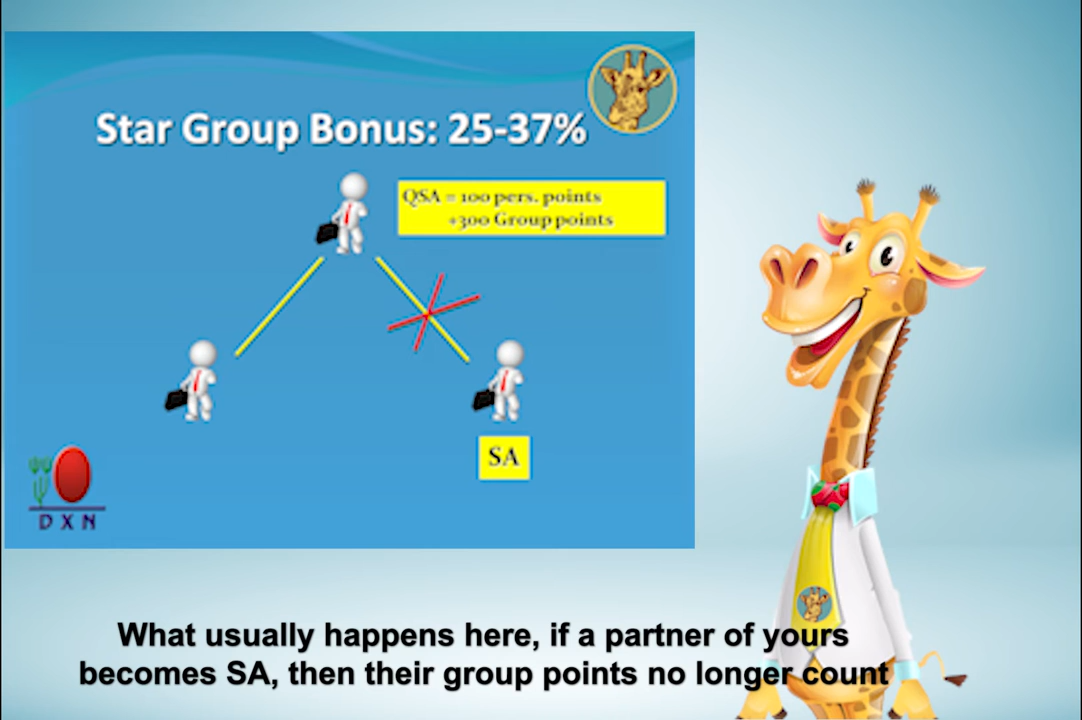 Star Group Bonus: 25-37%
QSA = 100 pers. points
+300 Group points
SA
DXN
What usually happens here, if a partner of yours
becomes SA, then their group points no longer count